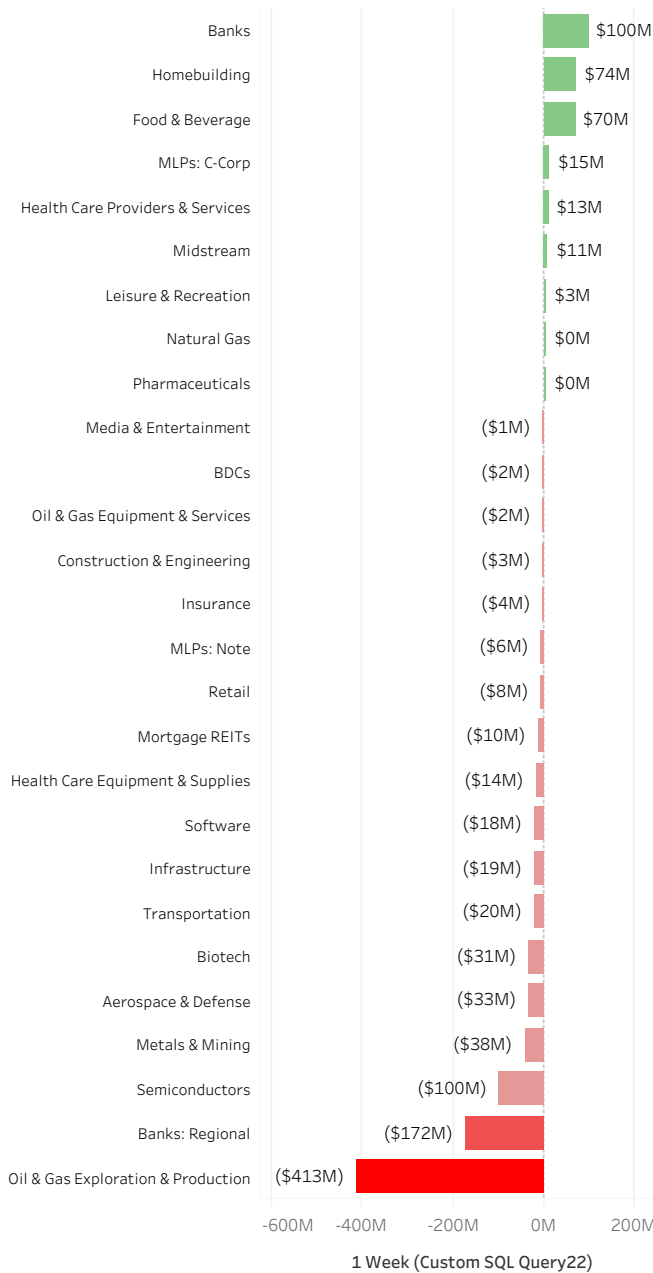 Banks $100M
Homebuilding $74M
Food & Beverage $70M
MLPs: C-Corp $15M
Health Care Providers & Services $13M
Midstream $11M
Leisure & Recreation $3M
Natural Gas $0M
Pharmaceuticals $0M
Media & Entertainment ($1M)
BDCs ($2M)
Oil & Gas Equipment & Services ($2M)
Construction & Engineering ($3M)
Insurance ($4M)
MLPs: Note ($6M)
Retail ($8M)
Mortgage REITs ($10M)
Health Care Equipment & Supplies ($14M)
Software ($18M)
Infrastructure ($19M)
Transportation ($20M)
Biotech ($31M)
Aerospace & Defense ($33M)
Metals & Mining ($38M)
Semiconductors ($100M)
Banks: Regional ($172M)
Oil & Gas Exploration & Production ($413M)
-600M -400M -200M 0M 200M
1 Week (Custom SQL Query22)